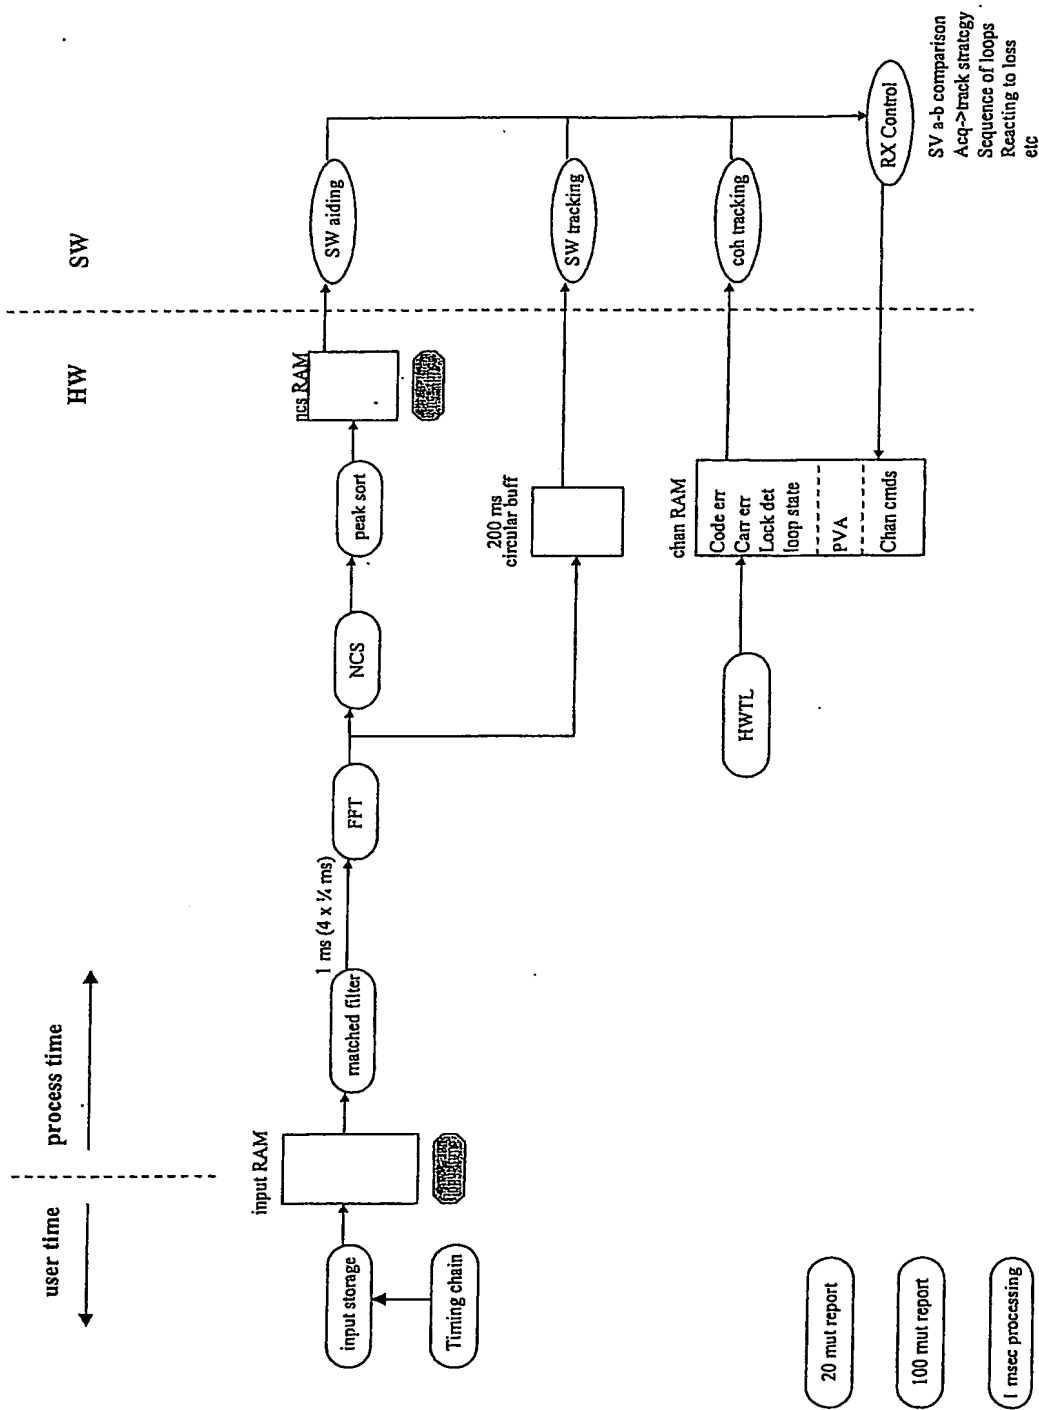 user time
process time
HW
SW
input storage
Timing chain
input RAM
matched filter
1 ms (4 x ¼ ms)
FFT
NCS
peak sort
ncs RAM
SW aiding
200 ms
circular buff
SW tracking
HWTL
chan RAM
Code err
Carr err
Lock det
loop state
PVA
Chan cmds
coh tracking
RX Control
SV a-b comparison
Acq->track strategy
Sequence of loops
Reacting to loss
etc
20 mut report
100 mut report
1 msec processing